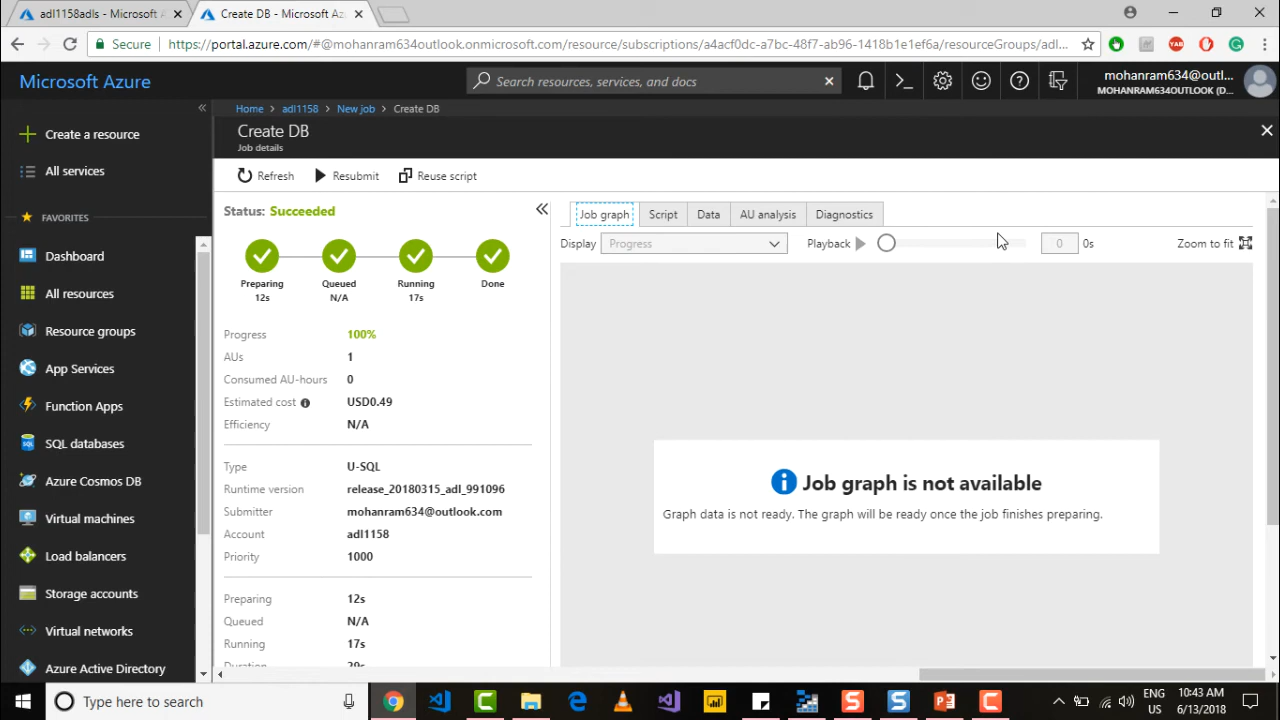 adl1158adls - Microsoft A
Create DB - Microsoft Az
Secure
https://portal.azure.com/#@mohanram634outlook.onmicrosoft.com/resource/subscriptions/a4acf0dc-a7bc-48f7-ab96-1418b1e1ef6a/resourceGroups/adl...
Microsoft Azure
Search resources, services, and docs
mohanram634@outl...
MOHANRAM634OUTLOOK (D...
Home > adl1158 > New job > Create DB
Create DB
Job details
Create a resource
All services
FAVORITES
Dashboard
All resources
Resource groups
App Services
Function Apps
SQL databases
Azure Cosmos DB
Virtual machines
Load balancers
Storage accounts
Virtual networks
Azure Active Directory
Refresh
Resubmit
Reuse script
Status: Succeeded
Preparing
12s
Queued
N/A
Running
17s
Done
Progress 100%
AUs 1
Consumed AU-hours 0
Estimated cost USD0.49
Efficiency N/A
Type U-SQL
Runtime version release_20180315_adl_991096
Submitter mohanram634@outlook.com
Account adl1158
Priority 1000
Preparing 12s
Queued N/A
Running 17s
Duration 29s
Job graph
Script
Data
AU analysis
Diagnostics
Display Progress
Playback
0 0s
Zoom to fit
Job graph is not available
Graph data is not ready. The graph will be ready once the job finishes preparing.
Type here to search
ENG
US
10:43 AM
6/13/2018